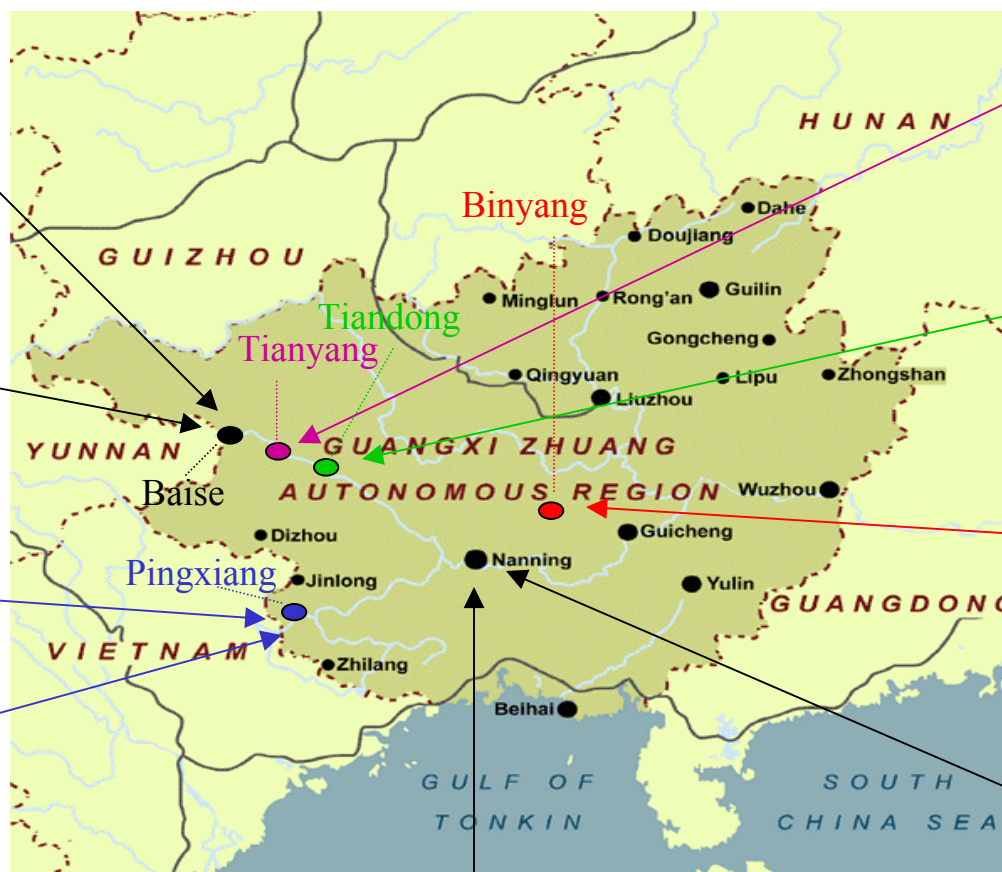 HUNAN
Binyang
Dahe
Doujiang
GUIZHOU
Minglun
Rong'an
Guilin
Tiandong
Tianyang
Gongcheng
Qingyuan
Lipu
Zhongshan
Liuzhou
YUNNAN
GUANGXI ZHUANG
Baise
AUTONOMOUS REGION
Wuzhou
Dizhou
Guicheng
Nanning
Pingxiang
Jinlong
Yulin
GUANGDONG
VIETNAM
Zhilang
Beihai
GULF OF
TONKIN
SOUTH
CHINA SEA